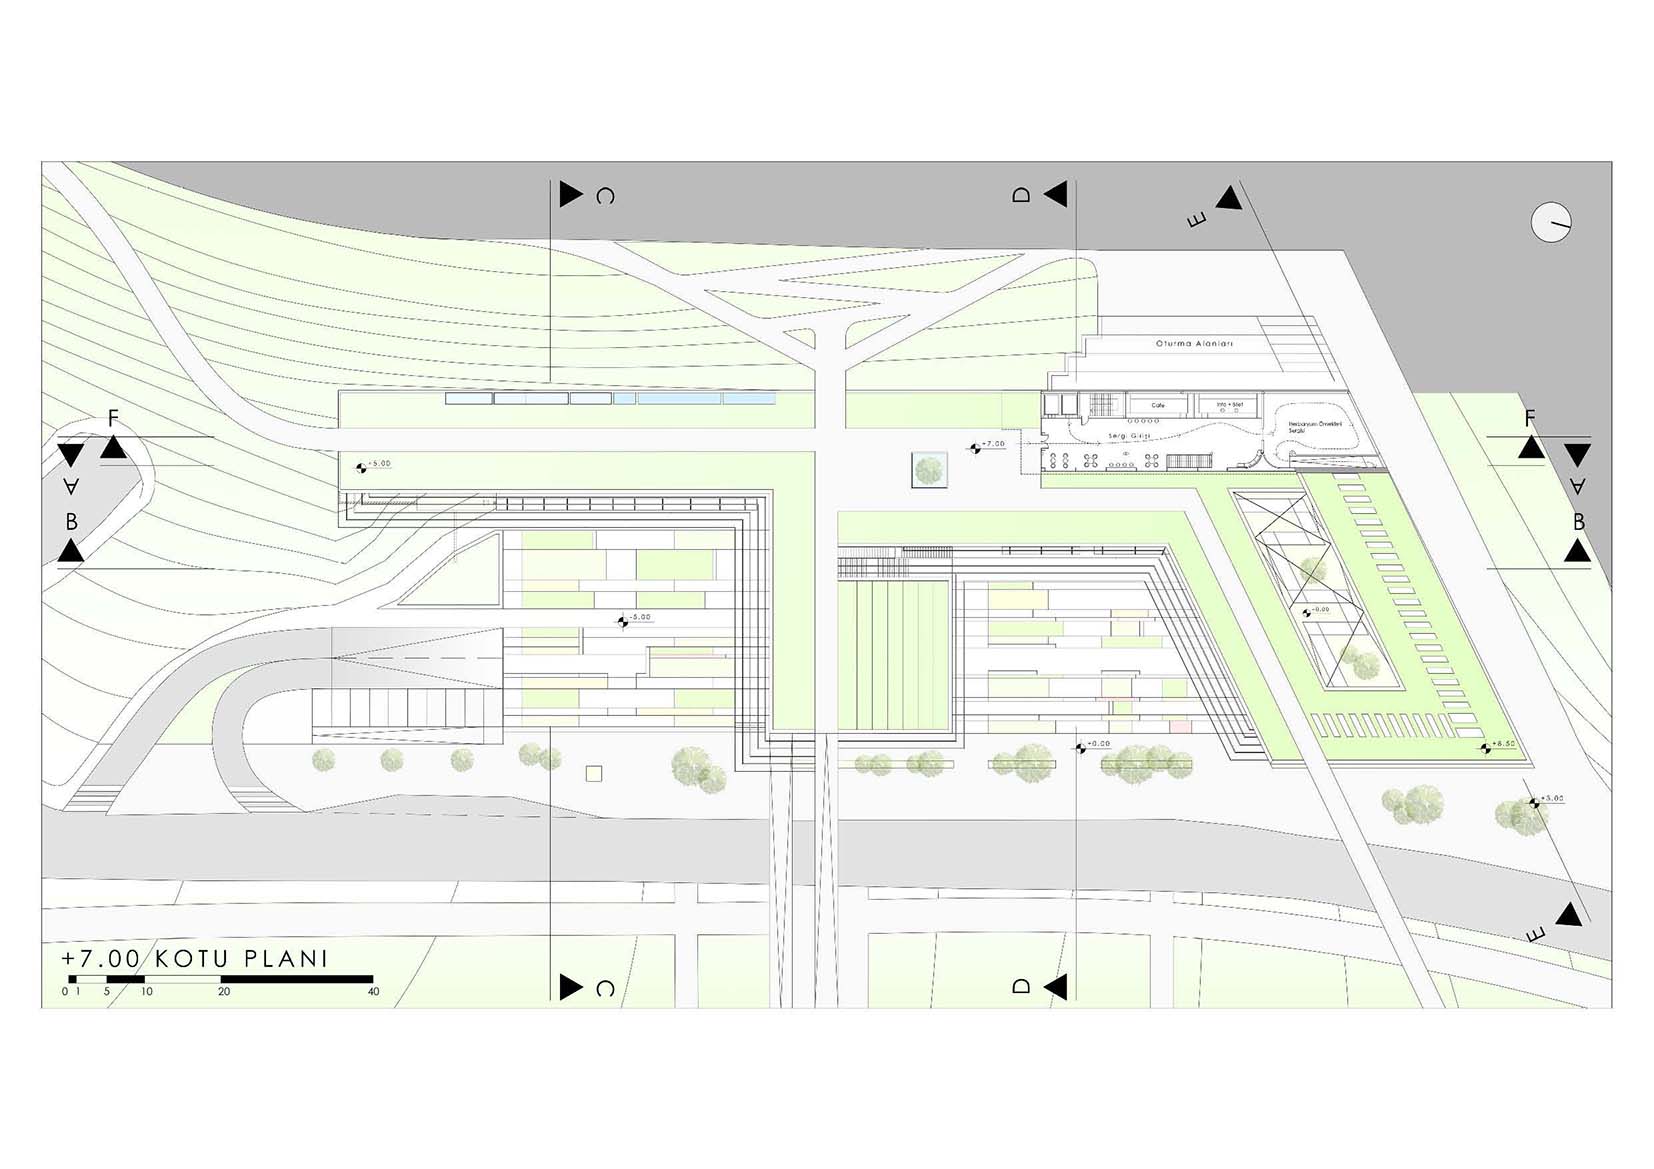 C
D
E
Oturma Alanları
Cafe
Info + Bilet
Sergi Girişi
Herbaryum Örnekleri
Sergisi
F
F
A
A
B
B
+7.00
+5.00
-5.00
-0.00
+0.00
+8.50
+5.00
E
+7.00 KOTU PLANI
0 1 5 10 20 40
C
D